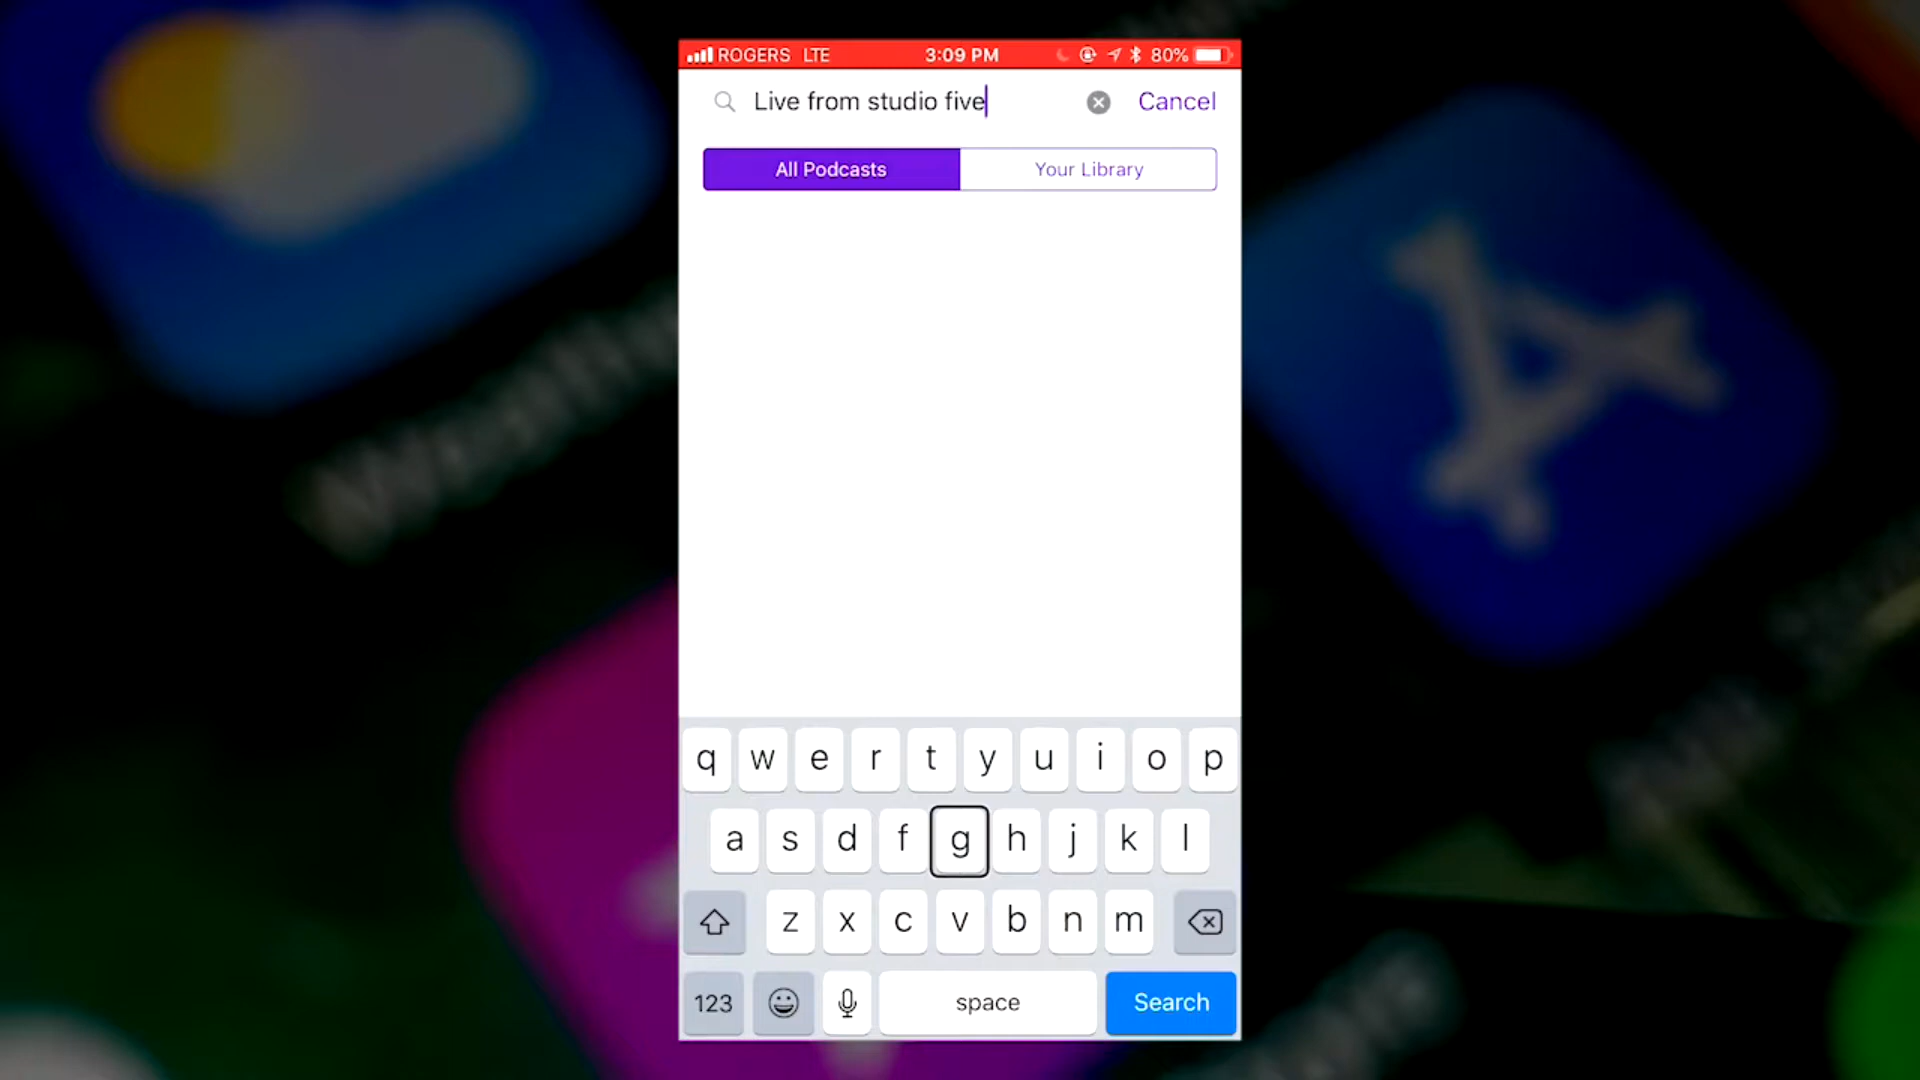 ROGERS LTE 3:09 PM 80%
Live from studio five Cancel
All Podcasts Your Library
q w e r t y u i o p
a s d f g h j k l
z x c v b n m
123 space Search